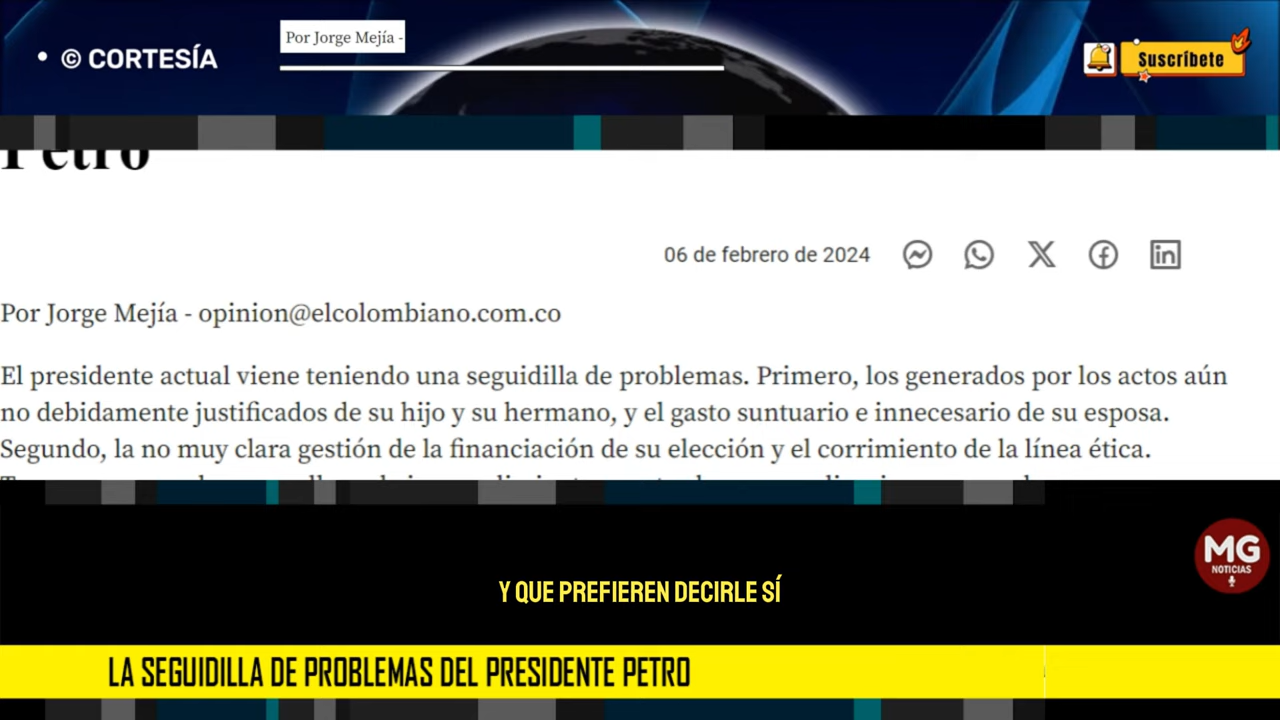 • © CORTESÍA
Por Jorge Mejía -
Suscríbete
Petro
06 de febrero de 2024
Por Jorge Mejía - opinion@elcolombiano.com.co
El presidente actual viene teniendo una seguidilla de problemas. Primero, los generados por los actos aún
no debidamente justificados de su hijo y su hermano, y el gasto suntuario e innecesario de su esposa.
Segundo, la no muy clara gestión de la financiación de su elección y el corrimiento de la línea ética.
MG
NOTICIAS
Y QUE PREFIEREN DECIRLE SÍ
LA SEGUIDILLA DE PROBLEMAS DEL PRESIDENTE PETRO